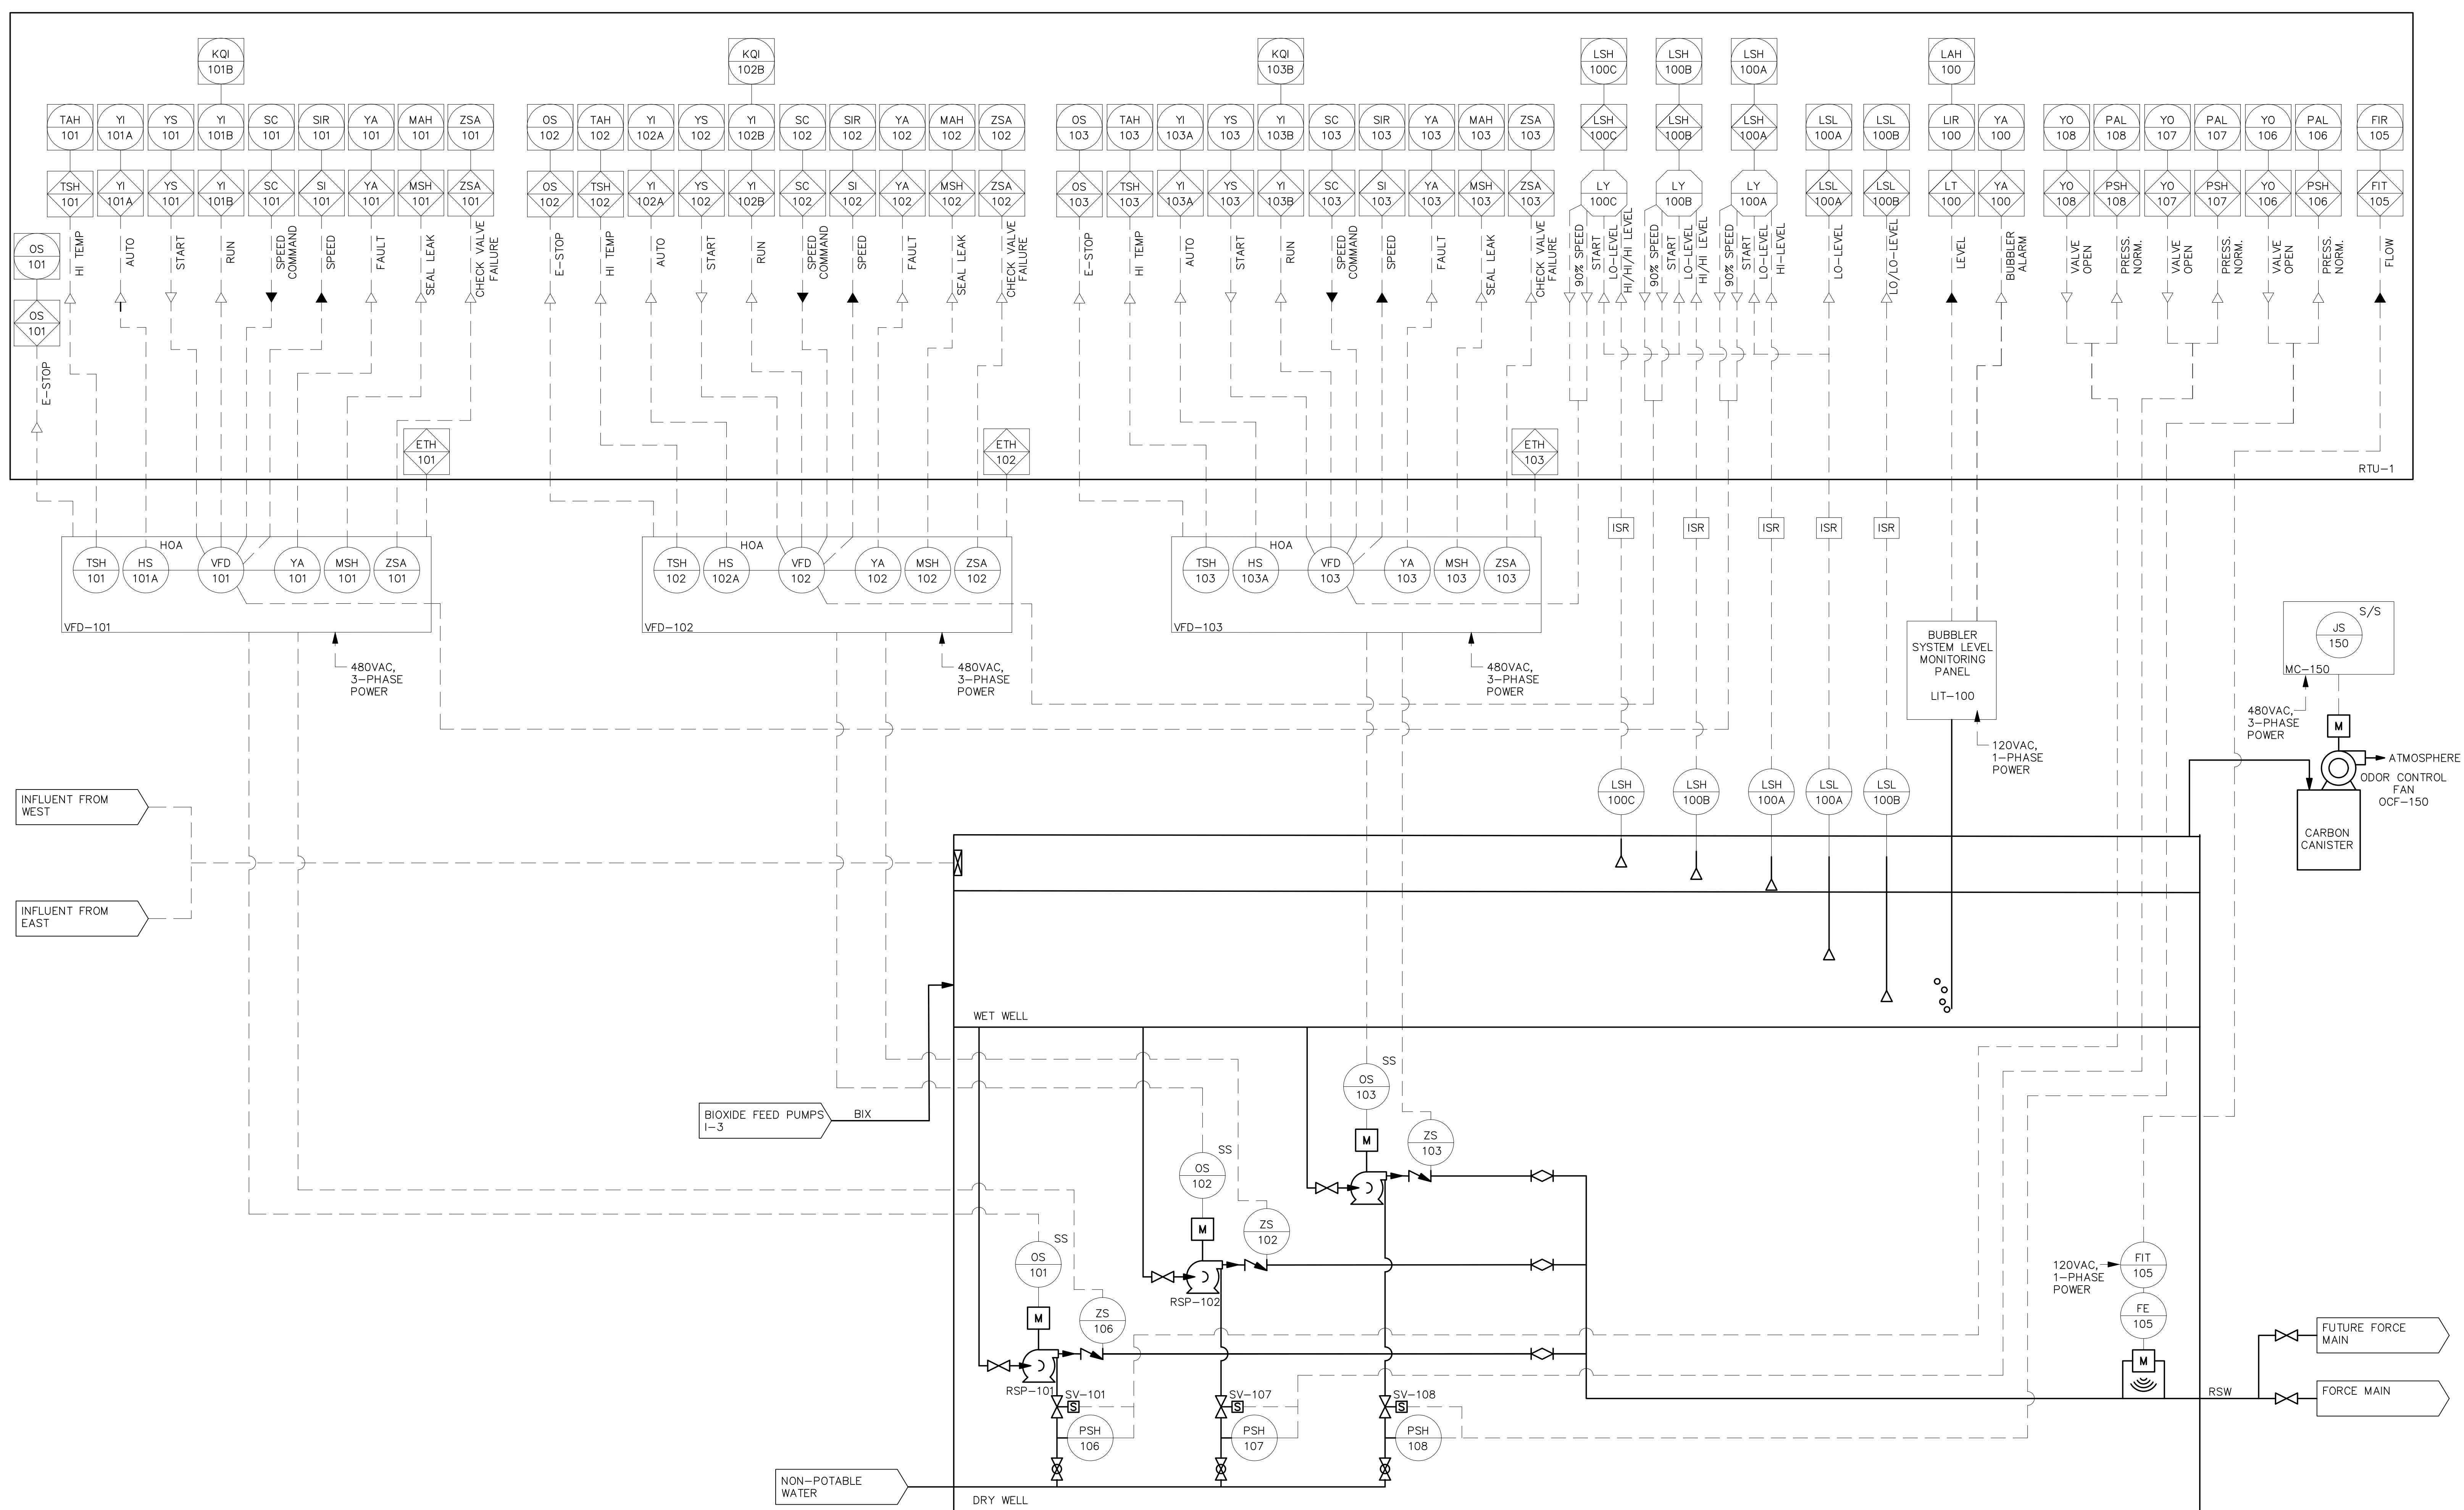 KQI
101B
KQI
102B
KQI
103B
LSH
100C
LSH
100B
LSH
100A
LAH
100
TAH
101
YI
101A
YS
101
YI
101B
SC
101
SIR
101
YA
101
MAH
101
ZSA
101
OS
102
TAH
102
YI
102A
YS
102
YI
102B
SC
102
SIR
102
YA
102
MAH
102
ZSA
102
OS
103
TAH
103
YI
103A
YS
103
YI
103B
SC
103
SIR
103
YA
103
MAH
103
ZSA
103
LSH
100C
LSH
100B
LSH
100A
LSL
100A
LSL
100B
LIR
100
YA
100
YO
108
PAL
108
YO
107
PAL
107
YO
106
PAL
106
FIR
105
TSH
101
YI
101A
YS
101
YI
101B
SC
101
SI
101
YA
101
MSH
101
ZSA
101
OS
102
TSH
102
YI
102A
YS
102
YI
102B
SC
102
SI
102
YA
102
MSH
102
ZSA
102
OS
103
TSH
103
YI
103A
YS
103
YI
103B
SC
103
SI
103
YA
103
MSH
103
ZSA
103
LY
100C
LY
100B
LY
100A
LSL
100A
LSL
100B
LT
100
YA
100
YO
108
PSH
108
YO
107
PSH
107
YO
106
PSH
106
FIT
105
OS
101
OS
101
E-STOP
HI TEMP
AUTO
START
RUN
SPEED
COMMAND
SPEED
FAULT
SEAL LEAK
CHECK VALVE
FAILURE
E-STOP
HI TEMP
AUTO
START
RUN
SPEED
COMMAND
SPEED
FAULT
SEAL LEAK
CHECK VALVE
FAILURE
E-STOP
HI TEMP
AUTO
START
RUN
SPEED
COMMAND
SPEED
FAULT
SEAL LEAK
CHECK VALVE
FAILURE
90% SPEED
START
LO-LEVEL
HI/HI/HI LEVEL
90% SPEED
START
LO-LEVEL
HI/HI LEVEL
90% SPEED
START
LO-LEVEL
HI-LEVEL
LO-LEVEL
LO/LO-LEVEL
LEVEL
BUBBLER
ALARM
VALVE
OPEN
PRESS.
NORM.
VALVE
OPEN
PRESS.
NORM.
VALVE
OPEN
PRESS.
NORM.
FLOW
ETH
101
ETH
102
ETH
103
RTU-1
ISR
ISR
ISR
ISR
ISR
HOA
TSH
101
HS
101A
VFD
101
YA
101
MSH
101
ZSA
101
VFD-101
HOA
TSH
102
HS
102A
VFD
102
YA
102
MSH
102
ZSA
102
VFD-102
HOA
TSH
103
HS
103A
VFD
103
YA
103
MSH
103
ZSA
103
VFD-103
480VAC,
3-PHASE
POWER
480VAC,
3-PHASE
POWER
480VAC,
3-PHASE
POWER
BUBBLER
SYSTEM LEVEL
MONITORING
PANEL
LIT-100
120VAC,
1-PHASE
POWER
S/S
JS
150
MC-150
480VAC,
3-PHASE
POWER
M
ATMOSPHERE
ODOR CONTROL
FAN
OCF-150
CARBON
CANISTER
LSH
100C
LSH
100B
LSH
100A
LSL
100A
LSL
100B
INFLUENT FROM
WEST
INFLUENT FROM
EAST
WET WELL
BIOXIDE FEED PUMPS
I-3
BIX
SS
OS
103
M
ZS
103
SS
OS
102
M
ZS
102
RSP-102
SS
OS
101
M
ZS
106
RSP-101
SV-101
S
PSH
106
SV-107
S
PSH
107
SV-108
S
PSH
108
120VAC,
1-PHASE
POWER
FIT
105
FE
105
M
RSW
FUTURE FORCE
MAIN
FORCE MAIN
NON-POTABLE
WATER
DRY WELL